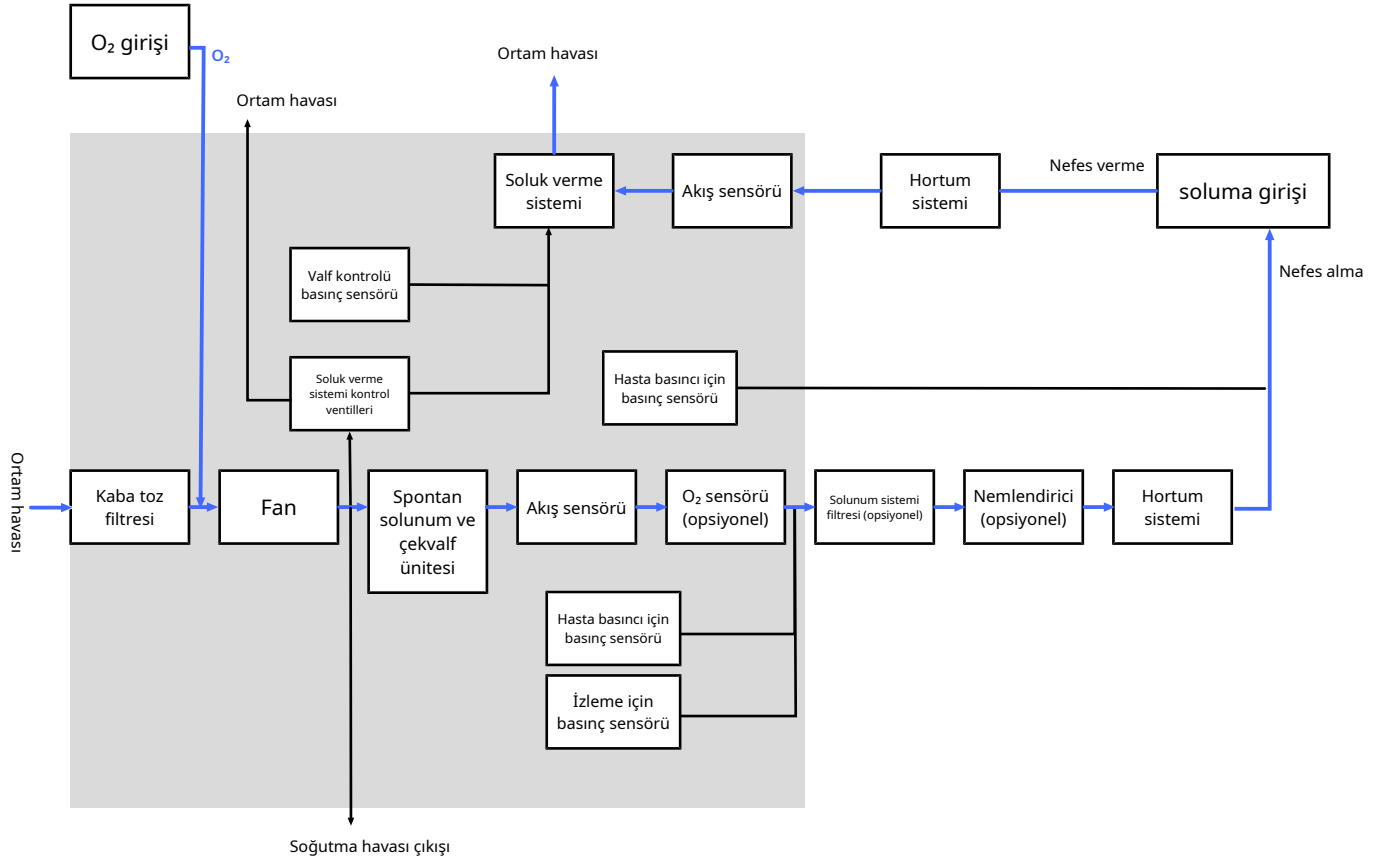 O₂ girişi
O₂
Ortam havası
Ortam havası
Soluk verme
sistemi
Akış sensörü
Hortum
sistemi
Nefes verme
soluma girişi
Nefes alma
Valf kontrolü
basınç sensörü
Soluk verme
sistemi kontrol
ventilleri
Hasta basıncı için
basınç sensörü
Ortam havası
Kaba toz
filtresi
Fan
Spontan
solunum ve
çekvalf
ünitesi
Akış sensörü
O₂ sensörü
(opsiyonel)
Solunum sistemi
filtresi (opsiyonel)
Nemlendirici
(opsiyonel)
Hortum
sistemi
Hasta basıncı için
basınç sensörü
İzleme için
basınç sensörü
Soğutma havası çıkışı